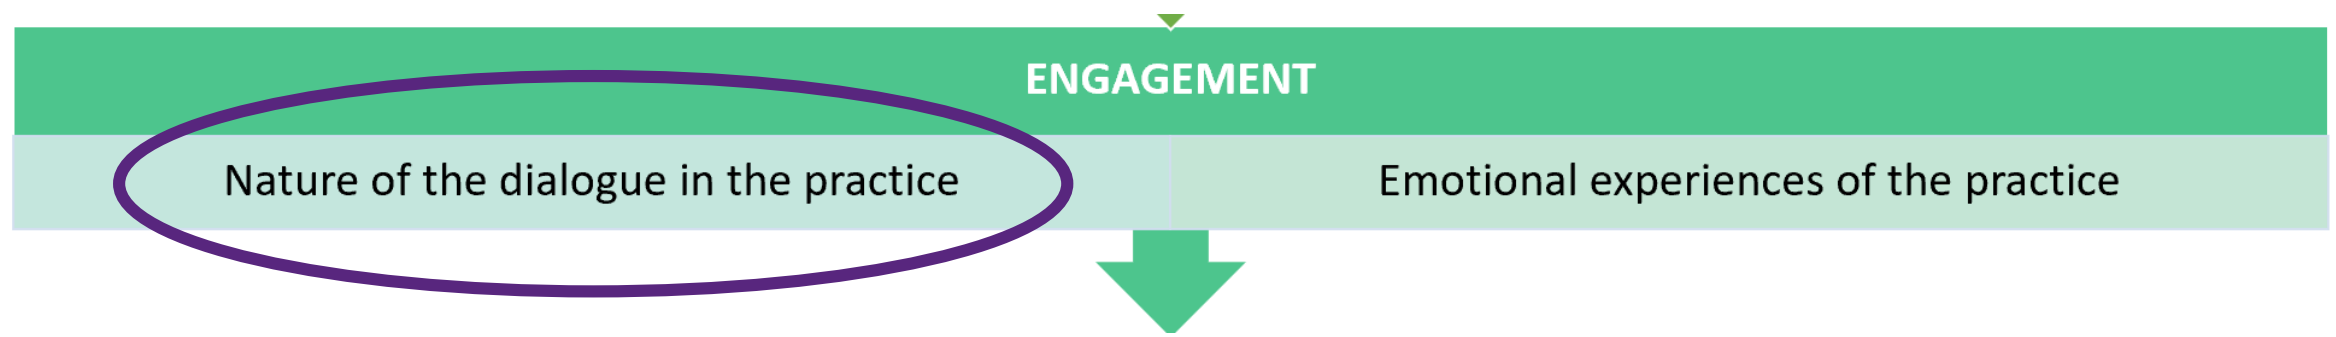 ENGAGEMENT
Nature of the dialogue in the practice
Emotional experiences of the practice